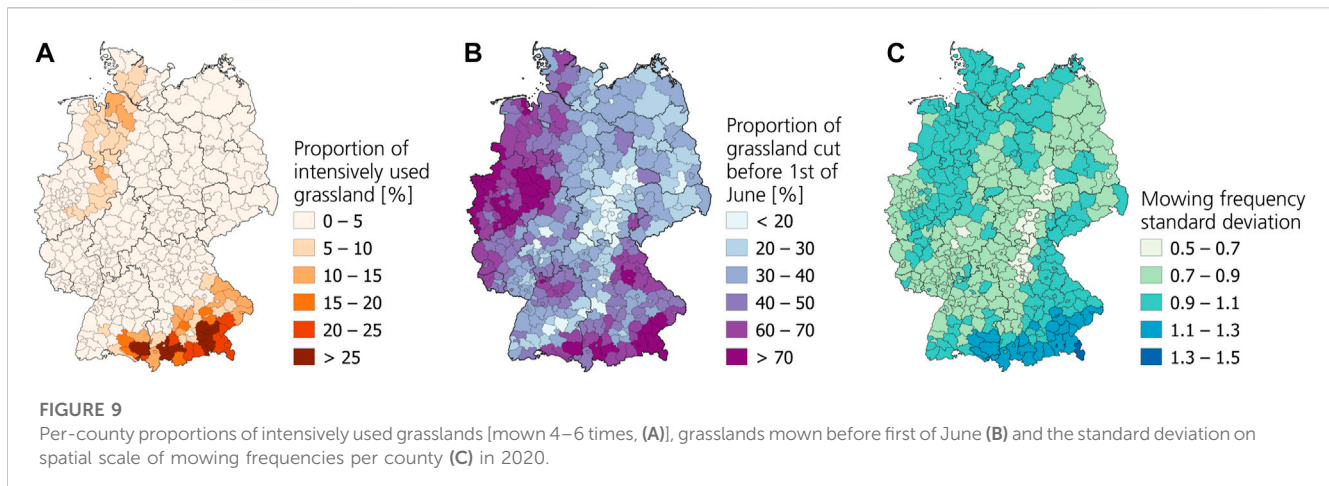 A
Proportion of
intensively used
grassland [%]
0 – 5
5 – 10
10 – 15
15 – 20
20 – 25
> 25
B
Proportion of
grassland cut
before 1st of
June [%]
< 20
20 – 30
30 – 40
40 – 50
60 – 70
> 70
C
Mowing frequency
standard deviation
0.5 – 0.7
0.7 – 0.9
0.9 – 1.1
1.1 – 1.3
1.3 – 1.5
FIGURE 9
Per-county proportions of intensively used grasslands [mown 4–6 times, (A)], grasslands mown before first of June (B) and the standard deviation on
spatial scale of mowing frequencies per county (C) in 2020.